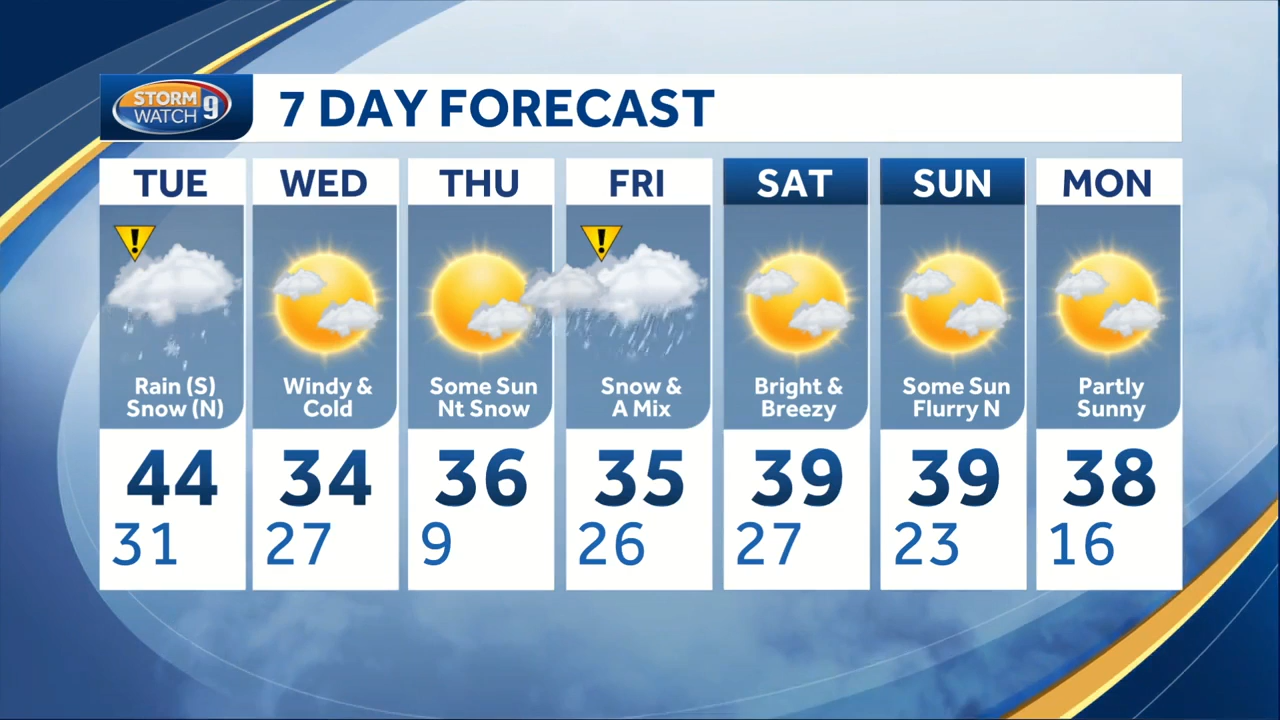 STORM
WATCH 9
7 DAY FORECAST
TUE WED THU FRI SAT SUN MON
! !
Rain (S) Windy & Some Sun Snow & Bright & Some Sun Partly
Snow (N) Cold Nt Snow A Mix Breezy Flurry N Sunny
44 34 36 35 39 39 38
31 27 9 26 27 23 16